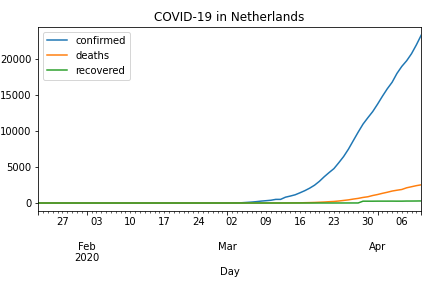 COVID-19 in Netherlands
confirmed
deaths
recovered
20000
15000
10000
5000
0
27 03 10 17 24 02 09 16 23 30 06
Feb Mar Apr
2020
Day